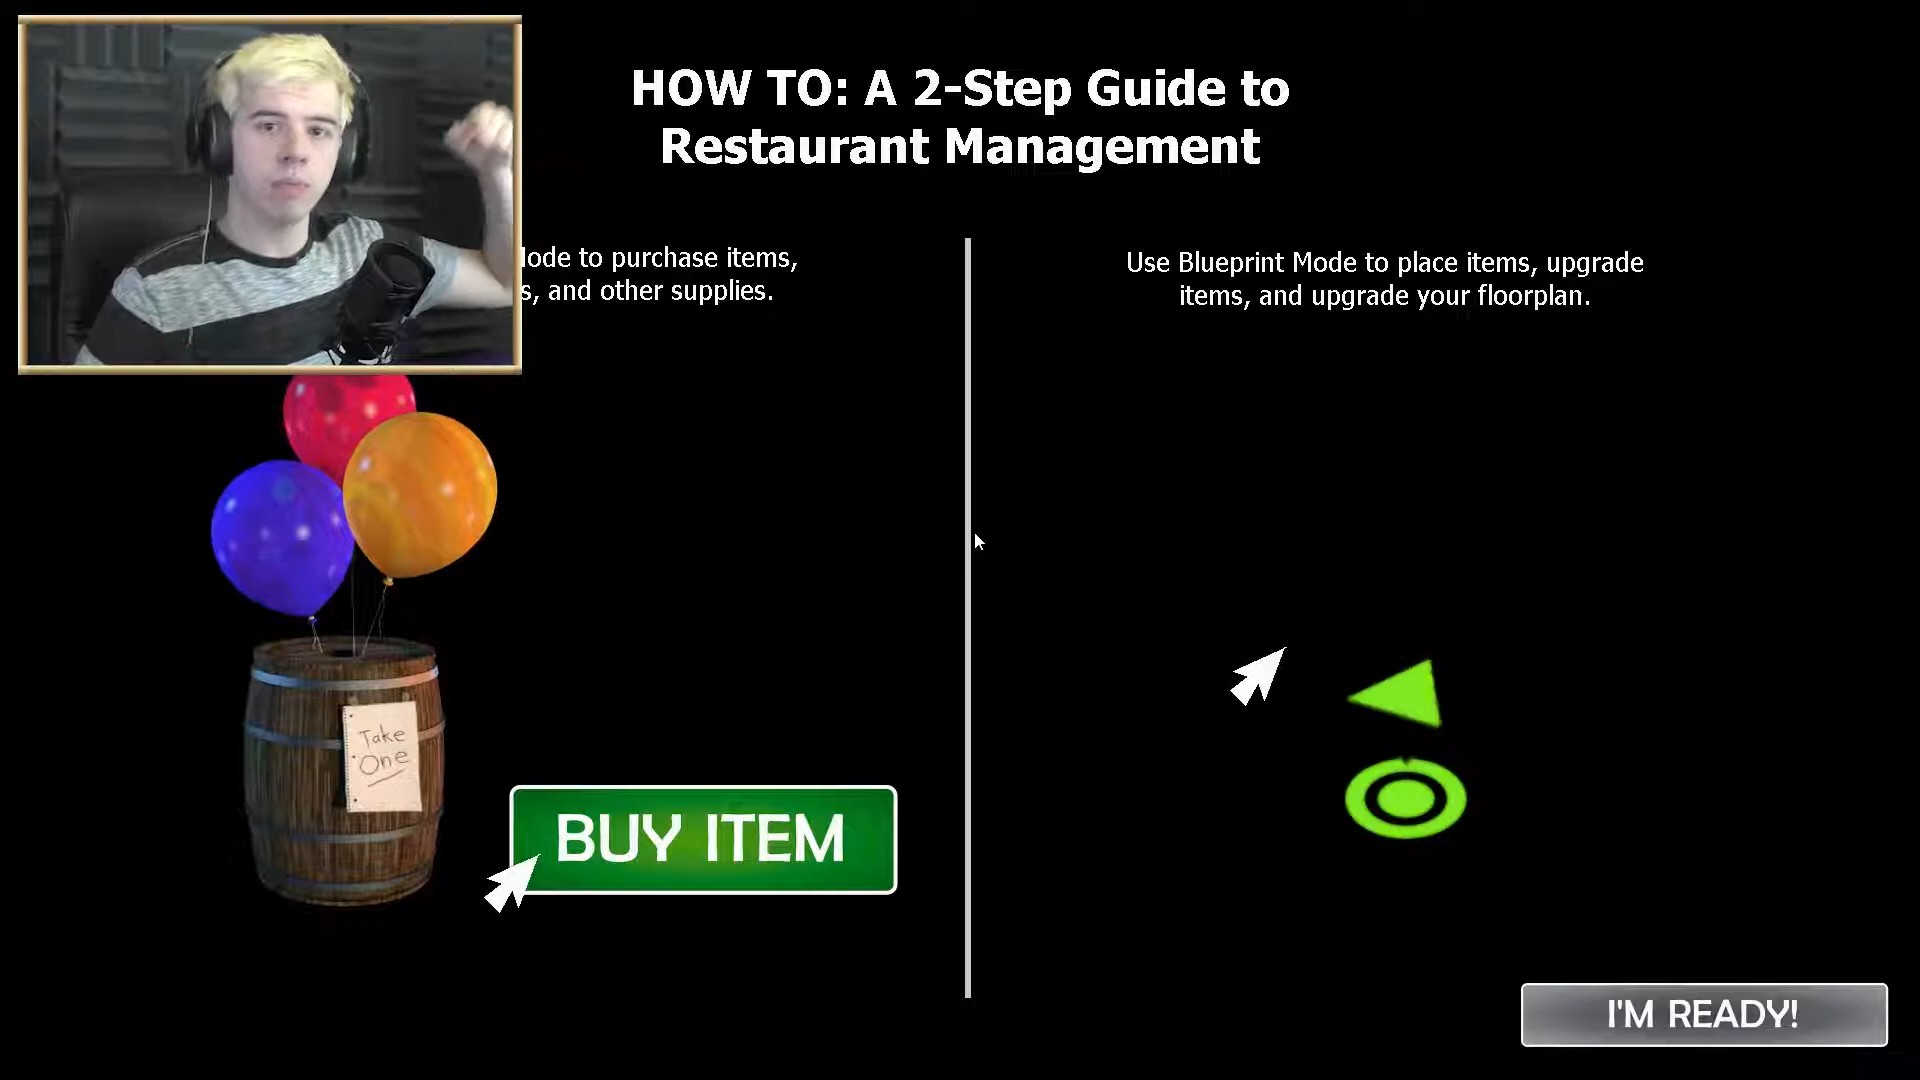 HOW TO: A 2-Step Guide to
Restaurant Management
to purchase items,
and other supplies.
Use Blueprint Mode to place items, upgrade
items, and upgrade your floorplan.
Take
One
BUY ITEM
I'M READY!